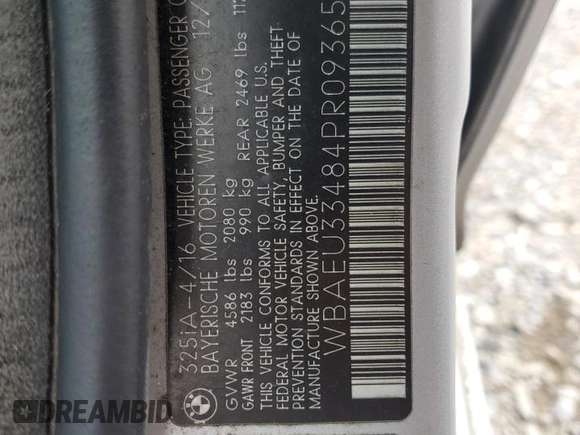 325iA-4/16 VEHICLE TYPE: PASSENGER
BAYERISCHE MOTOREN WERKE AG 12/
GVWR 4586 lbs 2080 kg
GAWR FRONT 2183 lbs 990 kg REAR 2469 lbs
THIS VEHICLE CONFORMS TO ALL APPLICABLE U.S.
FEDERAL MOTOR VEHICLE SAFETY, BUMPER AND THEFT
PREVENTION STANDARDS IN EFFECT ON THE DATE OF
MANUFACTURE SHOWN ABOVE.
WBAEU33484PR09365
BMW
DREAMBID